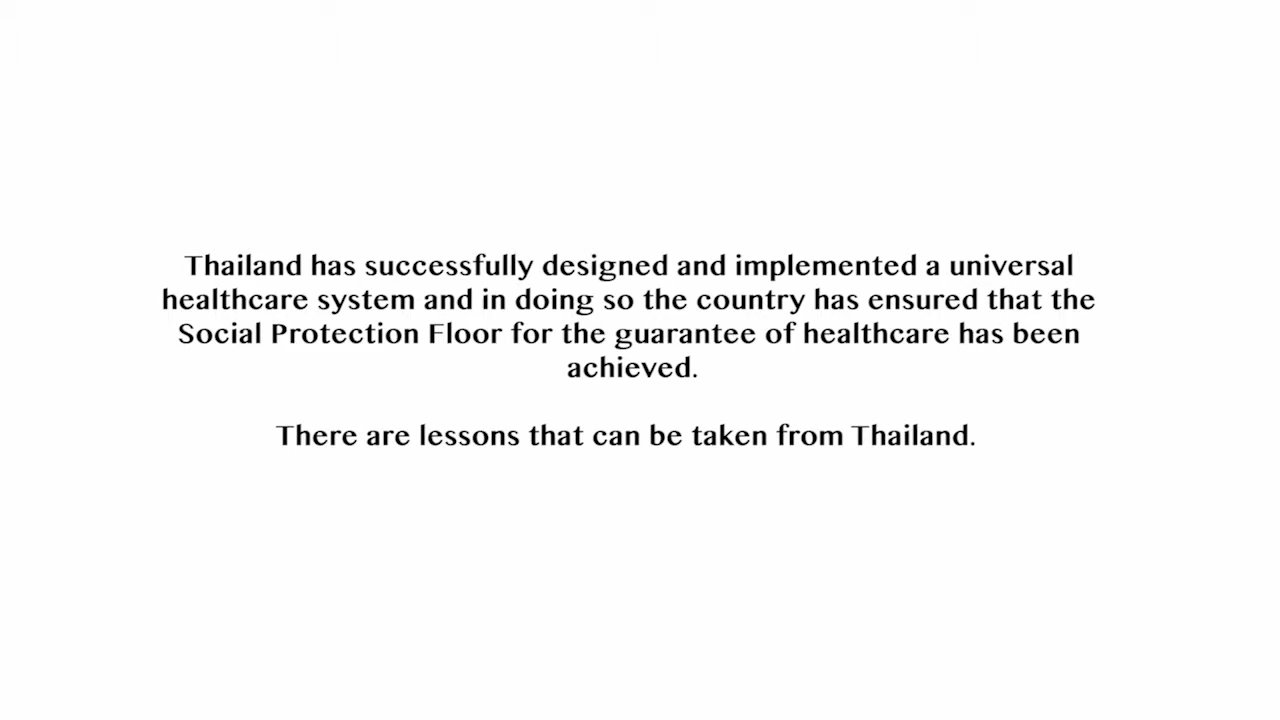 Thailand has successfully designed and implemented a universal
healthcare system and in doing so the country has ensured that the
Social Protection Floor for the guarantee of healthcare has been
achieved.
There are lessons that can be taken from Thailand.